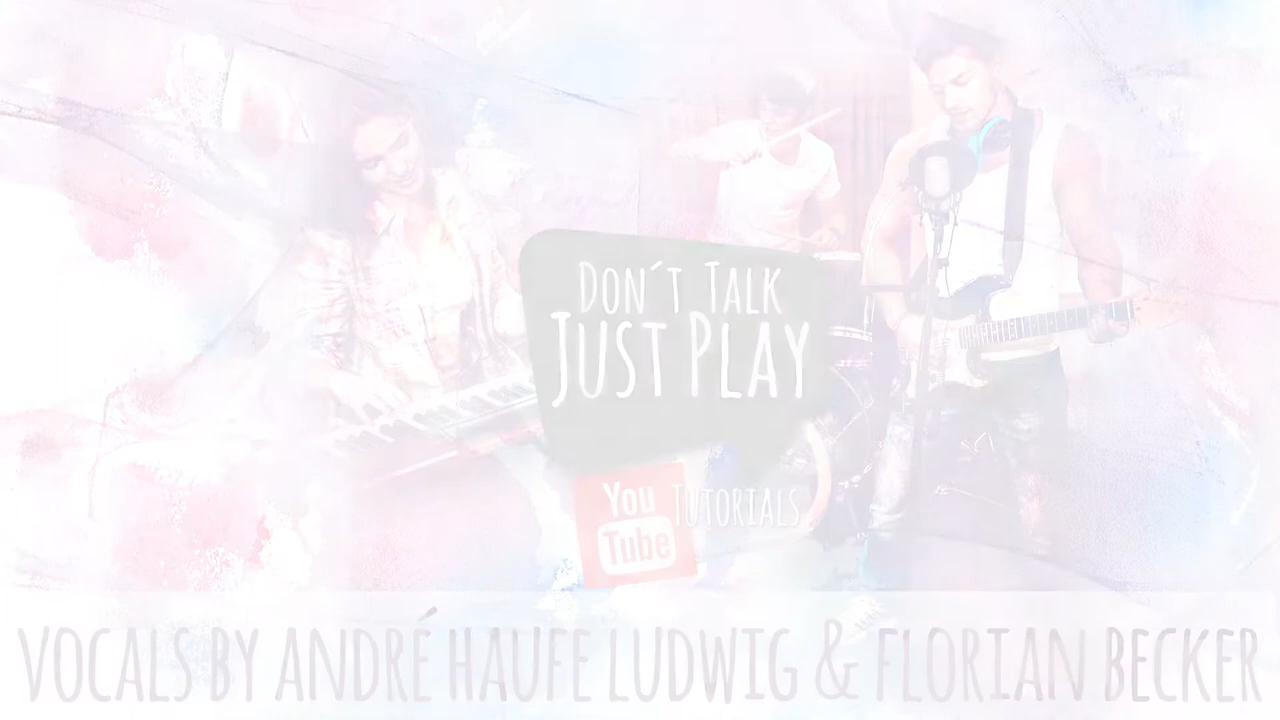 DON´T TALK
JUST PLAY
You
Tube
TUTORIALS
VOCALS BY ANDRÉ HAUFE LUDWIG & FLORIAN BECKER